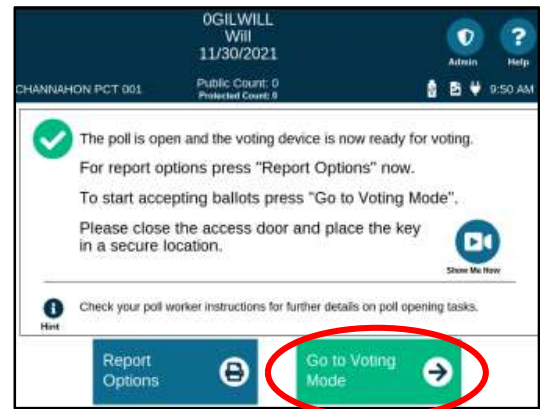 0GILWILL
Will
11/30/2021
Admin
Help
CHANNAHON PCT 001
Public Count: 0
Protected Count: 0
9:50 AM
The poll is open and the voting device is now ready for voting.
For report options press "Report Options" now.
To start accepting ballots press "Go to Voting Mode".
Please close the access door and place the key
in a secure location.
Show Me How
Hint
Check your poll worker instructions for further details on poll opening tasks.
Report
Options
Go to Voting
Mode